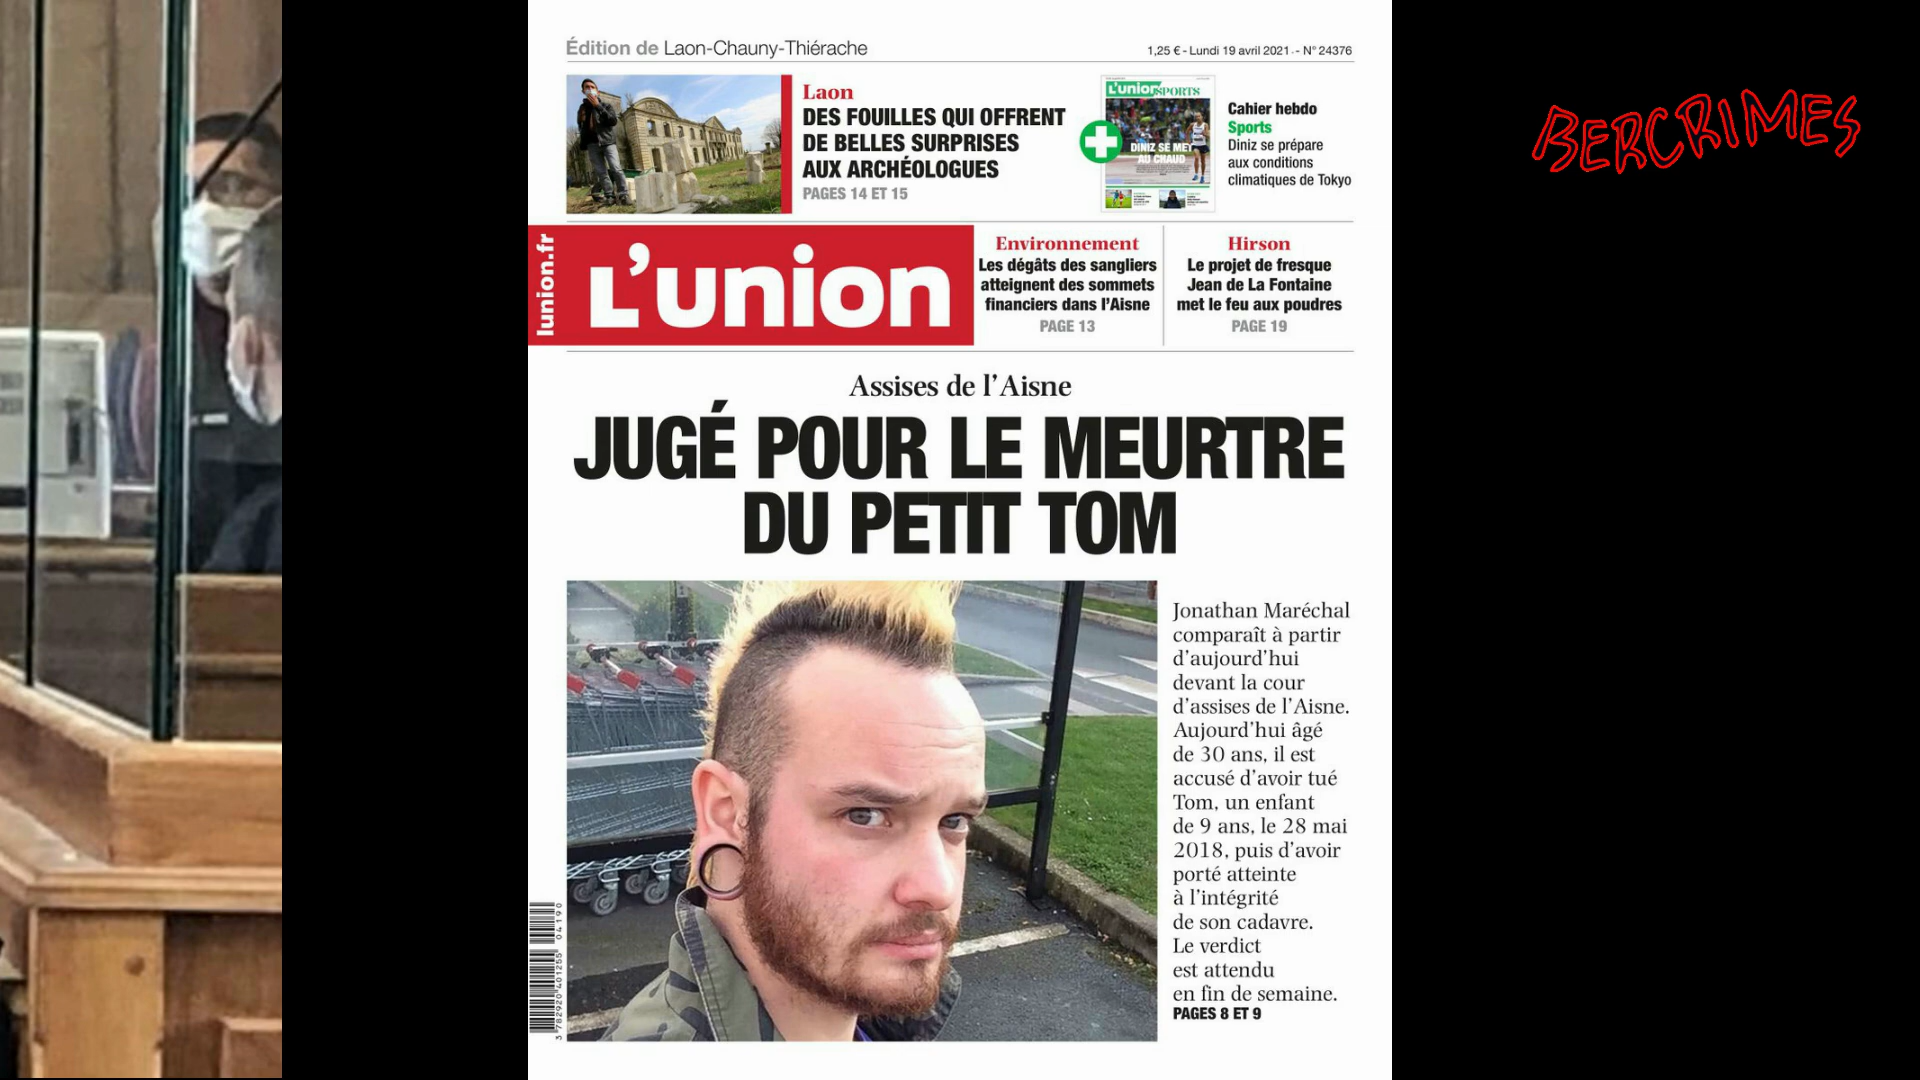 Édition de Laon-Chauny-Thiérache
1,25 € - Lundi 19 avril 2021 - N° 24376
Laon
DES FOUILLES QUI OFFRENT
DE BELLES SURPRISES
AUX ARCHÉOLOGUES
PAGES 14 ET 15
L'union SPORTS
DINIZ SE MET
AU CHAUD
Cahier hebdo
Sports
Diniz se prépare
aux conditions
climatiques de Tokyo
BERCRIMES
lunion.fr
L'union
Environnement
Les dégâts des sangliers
atteignent des sommets
financiers dans l'Aisne
PAGE 13
Hirson
Le projet de fresque
Jean de La Fontaine
met le feu aux poudres
PAGE 19
Assises de l'Aisne
JUGÉ POUR LE MEURTRE
DU PETIT TOM
Jonathan Maréchal
comparaît à partir
d'aujourd'hui
devant la cour
d'assises de l'Aisne.
Aujourd'hui âgé
de 30 ans, il est
accusé d'avoir tué
Tom, un enfant
de 9 ans, le 28 mai
2018, puis d'avoir
porté atteinte
à l'intégrité
de son cadavre.
Le verdict
est attendu
en fin de semaine.
PAGES 8 ET 9
3 782920 401255 04190